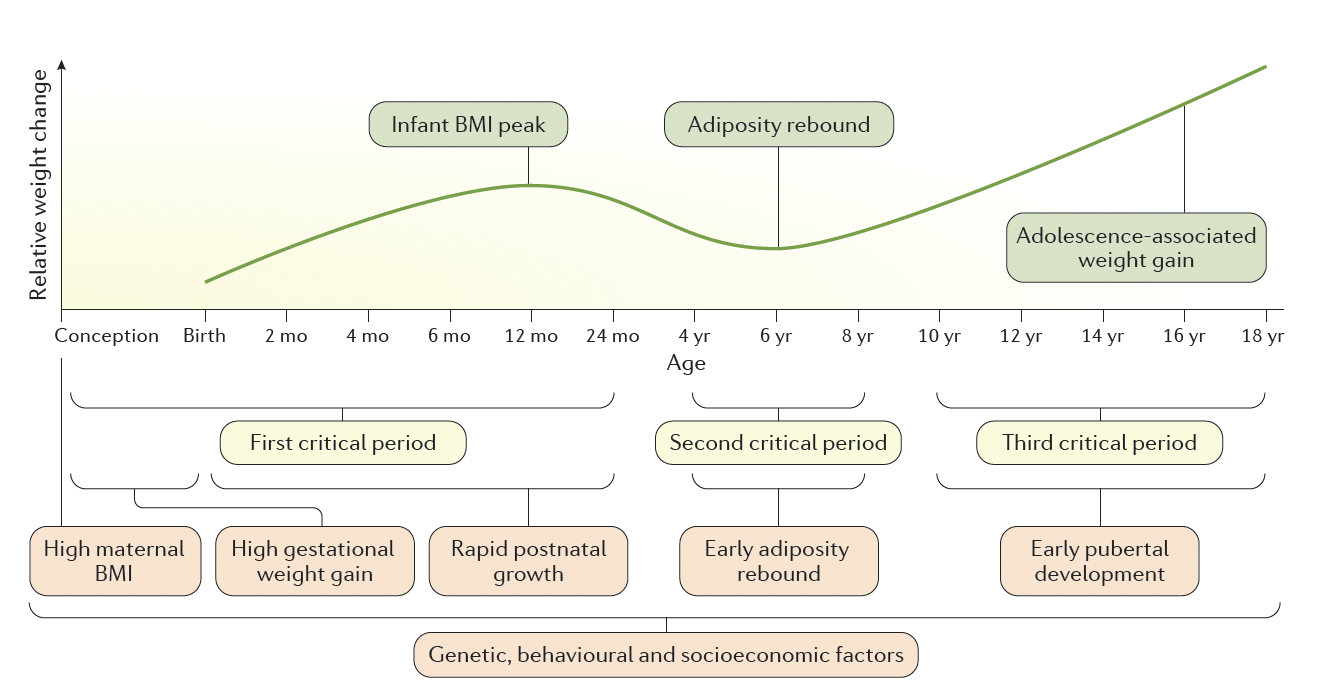 Relative weight change
Infant BMI peak
Adiposity rebound
Adolescence-associated
weight gain
Conception
Birth
2 mo
4 mo
6 mo
12 mo
24 mo
4 yr
6 yr
8 yr
10 yr
12 yr
14 yr
16 yr
18 yr
Age
First critical period
Second critical period
Third critical period
High maternal
BMI
High gestational
weight gain
Rapid postnatal
growth
Early adiposity
rebound
Early pubertal
development
Genetic, behavioural and socioeconomic factors